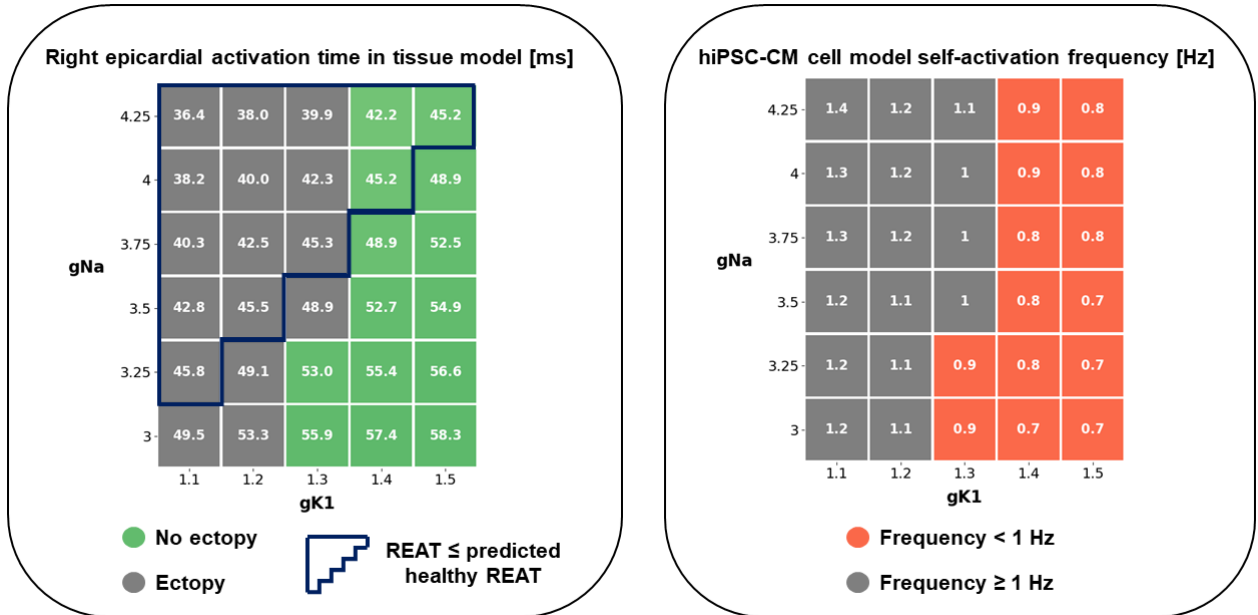 Right epicardial activation time in tissue model [ms]
4.25 36.4 38.0 39.9 42.2 45.2
4 38.2 40.0 42.3 45.2 48.9
3.75 40.3 42.5 45.3 48.9 52.5
gNa
3.5 42.8 45.5 48.9 52.7 54.9
3.25 45.8 49.1 53.0 55.4 56.6
3 49.5 53.3 55.9 57.4 58.3
1.1 1.2 1.3 1.4 1.5
gK1
No ectopy
Ectopy
REAT ≤ predicted
healthy REAT
hiPSC-CM cell model self-activation frequency [Hz]
4.25 1.4 1.2 1.1 0.9 0.8
4 1.3 1.2 1 0.9 0.8
3.75 1.3 1.2 1 0.8 0.8
gNa
3.5 1.2 1.1 1 0.8 0.7
3.25 1.2 1.1 0.9 0.8 0.7
3 1.2 1.1 0.9 0.7 0.7
1.1 1.2 1.3 1.4 1.5
gK1
Frequency < 1 Hz
Frequency ≥ 1 Hz